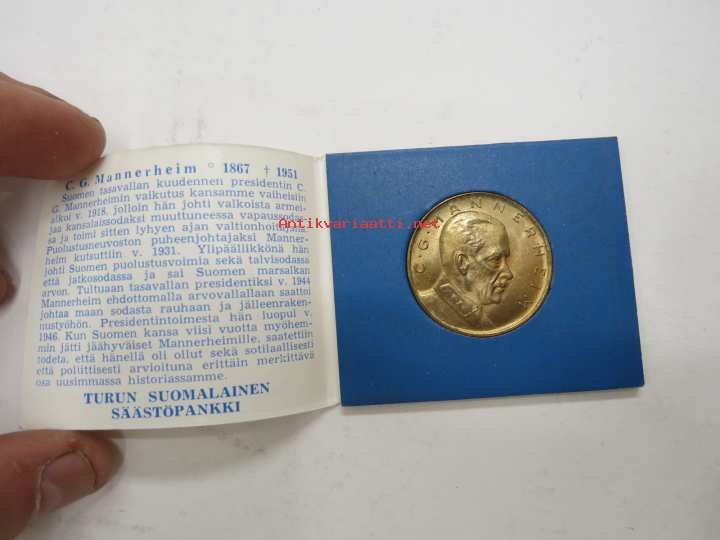 C. G. Mannerheim ° 1867 † 1951
Suomen tasavallan kuudennen presidentin C.
G. Mannerheimin vaikutus kansamme vaiheisiin
alkoi v. 1918, jolloin hän johti valkoista armei-
jaa kansalaissodaksi muuttuneessa vapaussodas-
sa ja toimi sitten lyhyen ajan valtionhoitajana.
Puolustusneuvoston puheenjohtajaksi Manner-
heim kutsuttiin v. 1931. Ylipäällikkönä hän
johti Suomen puolustusvoimia sekä talvisodassa
että jatkosodassa ja sai Suomen marsalkan
arvon. Tultuaan tasavallan presidentiksi v. 1944
Mannerheim ehdottomalla arvovallallaan saattoi
johtaa maan sodasta rauhaan ja jälleenraken-
nustyöhön. Presidentintoimesta hän luopui v.
1946. Kun Suomen kansa viisi vuotta myöhem-
min jätti jäähyväiset Mannerheimille, saatettiin
todeta, että hänellä oli ollut sekä sotilaallisesti
että poliittisesti arvioituna erittäin merkittävä
osa uusimmassa historiassamme.
TURUN SUOMALAINEN
SÄÄSTÖPANKKI
C · G · MANNERHEIM
Antikvariaatti.net